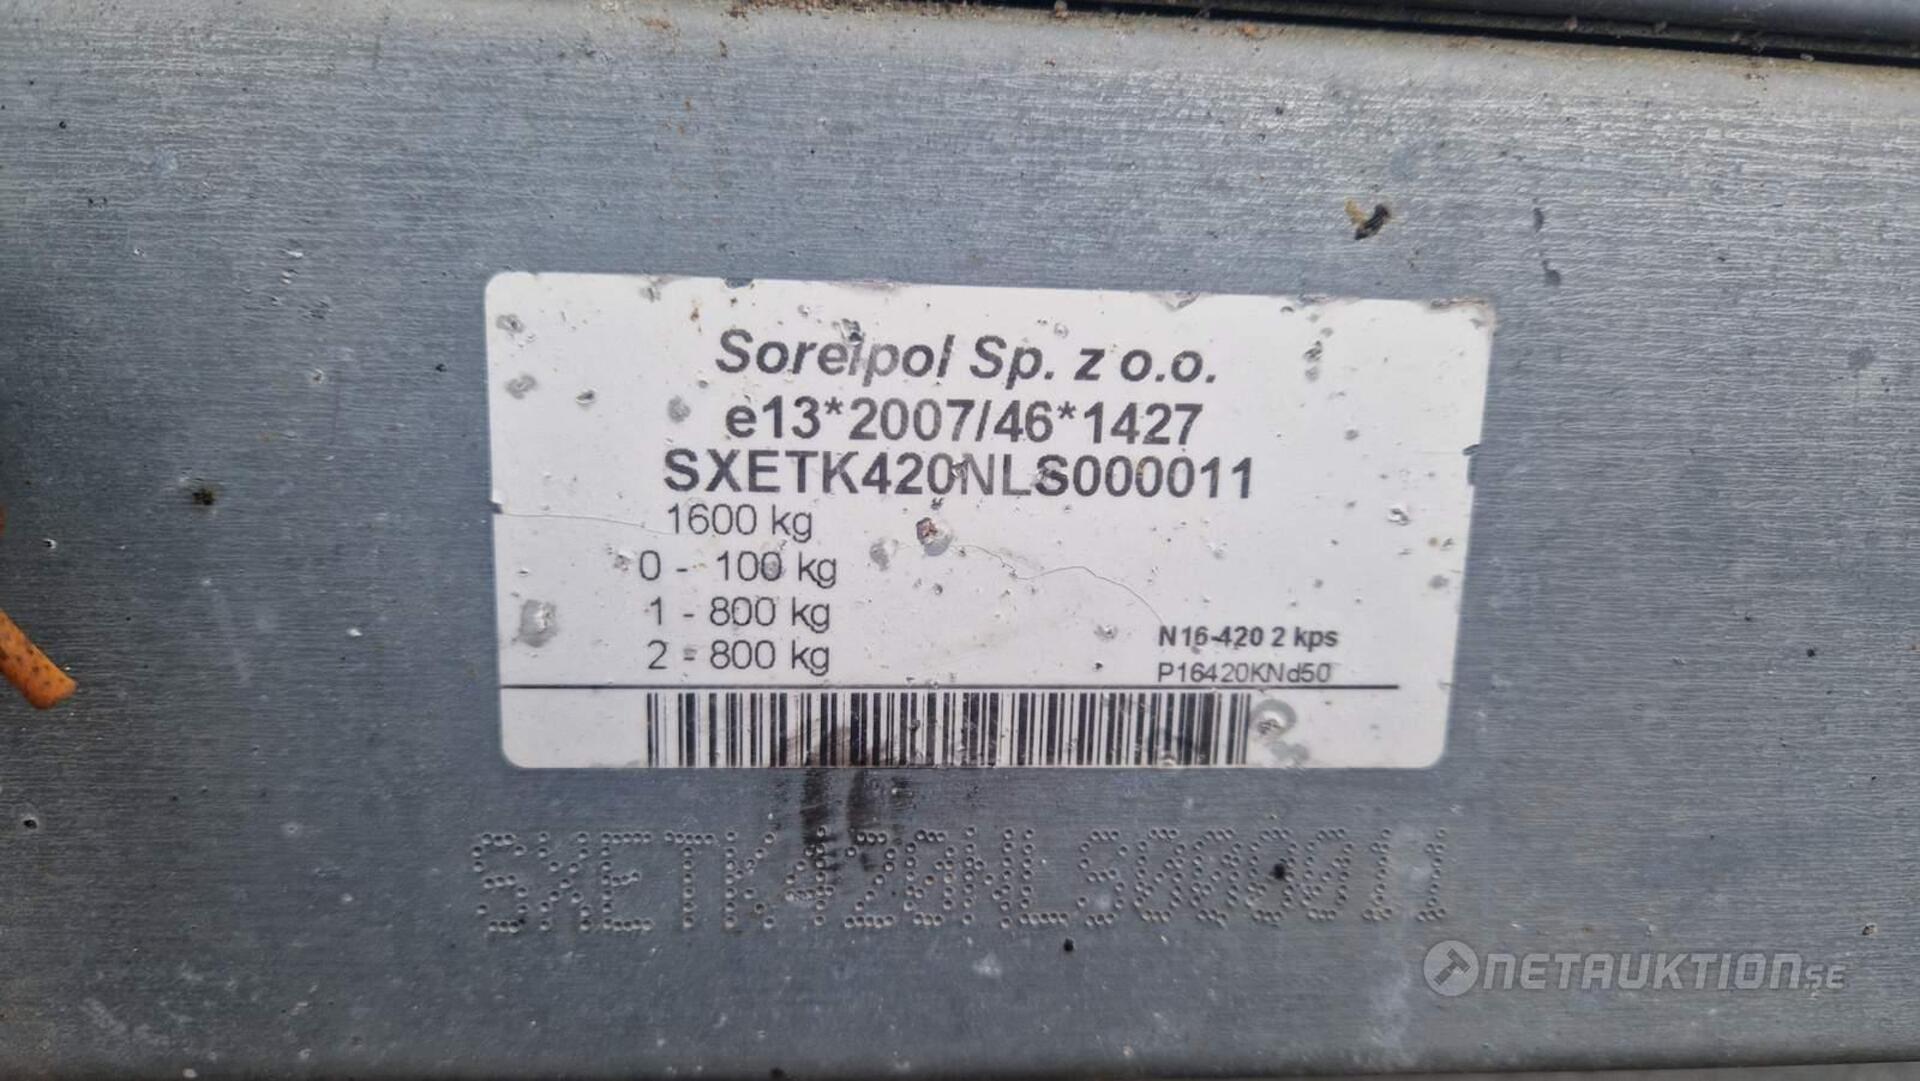 Sorelpol Sp. z o.o.
e13*2007/46*1427
SXETK420NLS000011
1600 kg
0 - 100 kg
1 - 800 kg
2 - 800 kg
N16-420 2 kps
P16420KNd50
SXETK420NLS000011
NETAUKTION.SE